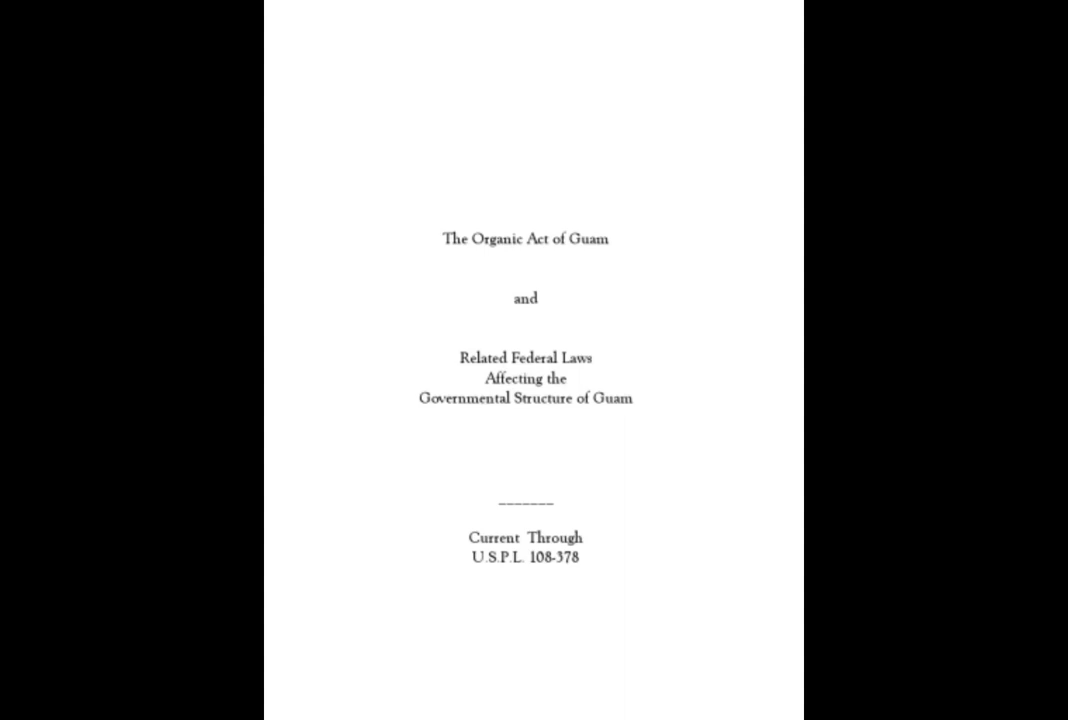 The Organic Act of Guam
and
Related Federal Laws
Affecting the
Governmental Structure of Guam
_______
Current Through
U.S.P.L. 108-378